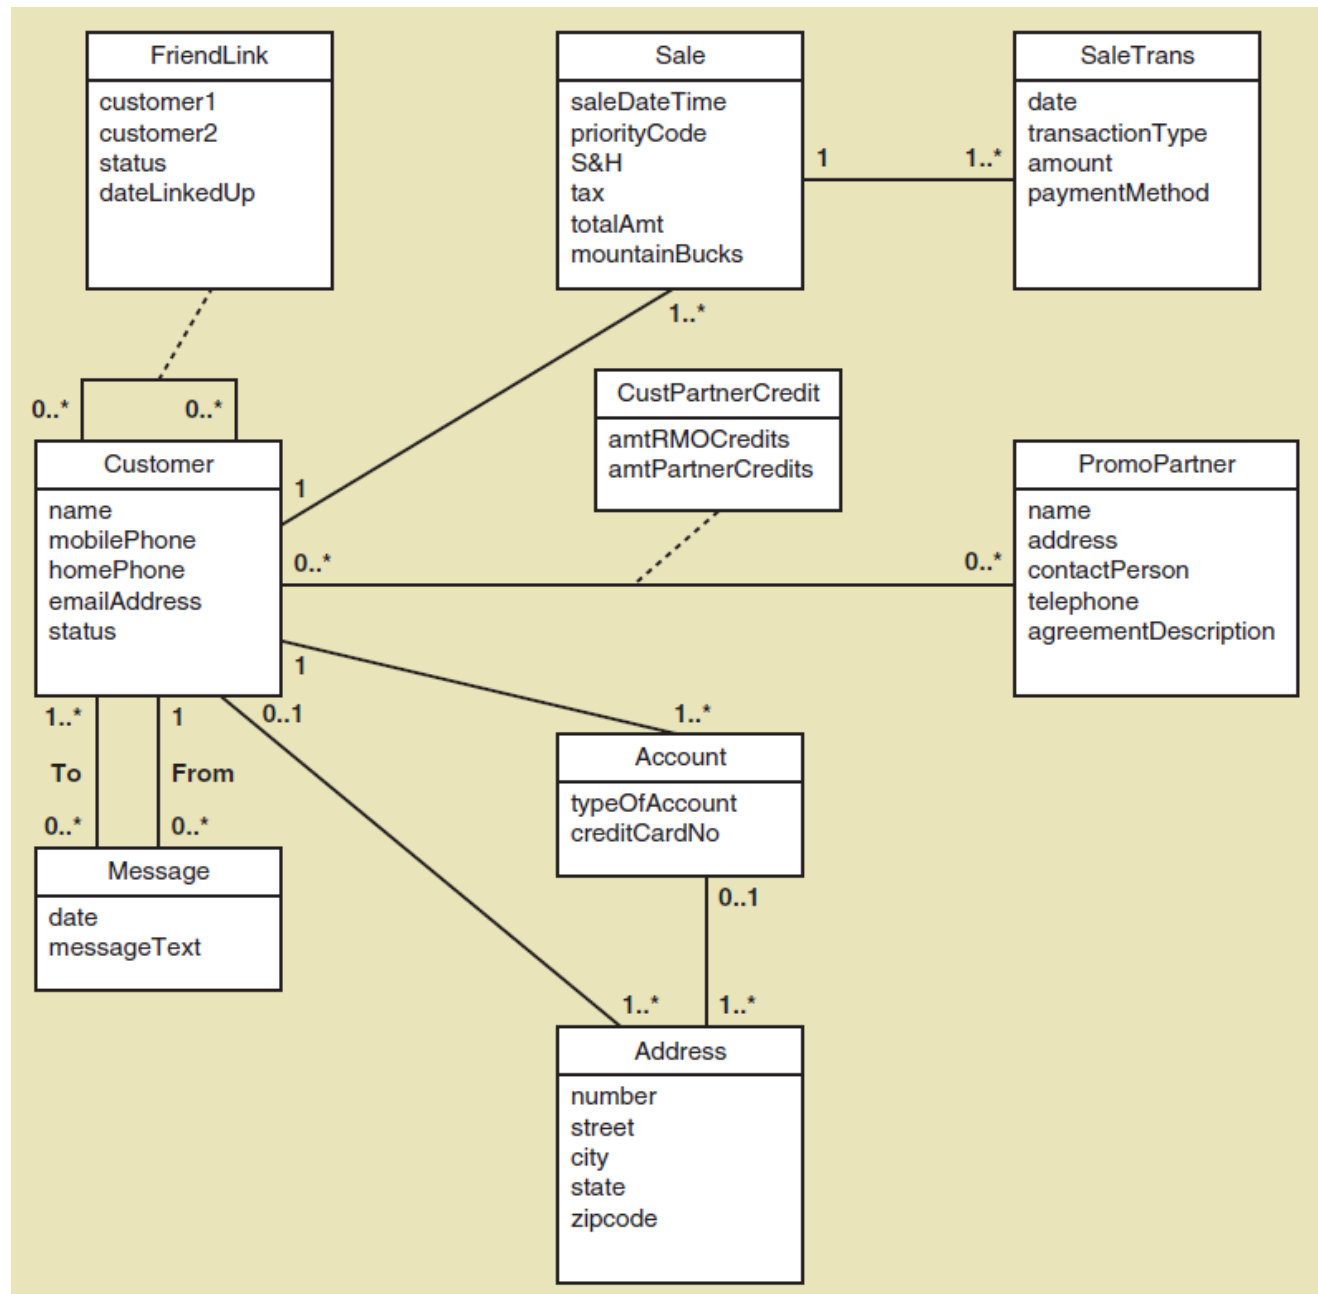 FriendLink
customer1
customer2
status
dateLinkedUp
Sale
saleDateTime
priorityCode
S&H
tax
totalAmt
mountainBucks
1
1..*
SaleTrans
date
transactionType
amount
paymentMethod
1..*
0..*
0..*
CustPartnerCredit
amtRMOCredits
amtPartnerCredits
Customer
name
mobilePhone
homePhone
emailAddress
status
1
0..*
0..*
1
PromoPartner
name
address
contactPerson
telephone
agreementDescription
1..*
1
0..1
1..*
To
From
0..*
0..*
Account
typeOfAccount
creditCardNo
Message
date
messageText
0..1
1..*
1..*
Address
number
street
city
state
zipcode